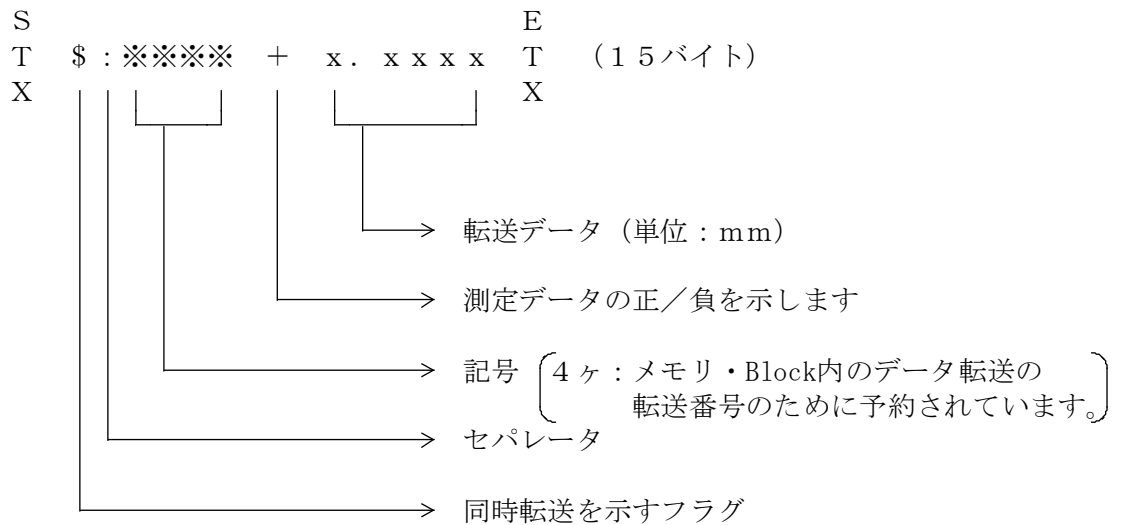 S E
T $：※※※※ ＋ x．xxxx T （１５バイト）
X X
転送データ（単位：mm）
測定データの正／負を示します
記号 ４ヶ：メモリ・Block内のデータ転送の
転送番号のために予約されています。
セパレータ
同時転送を示すフラグ